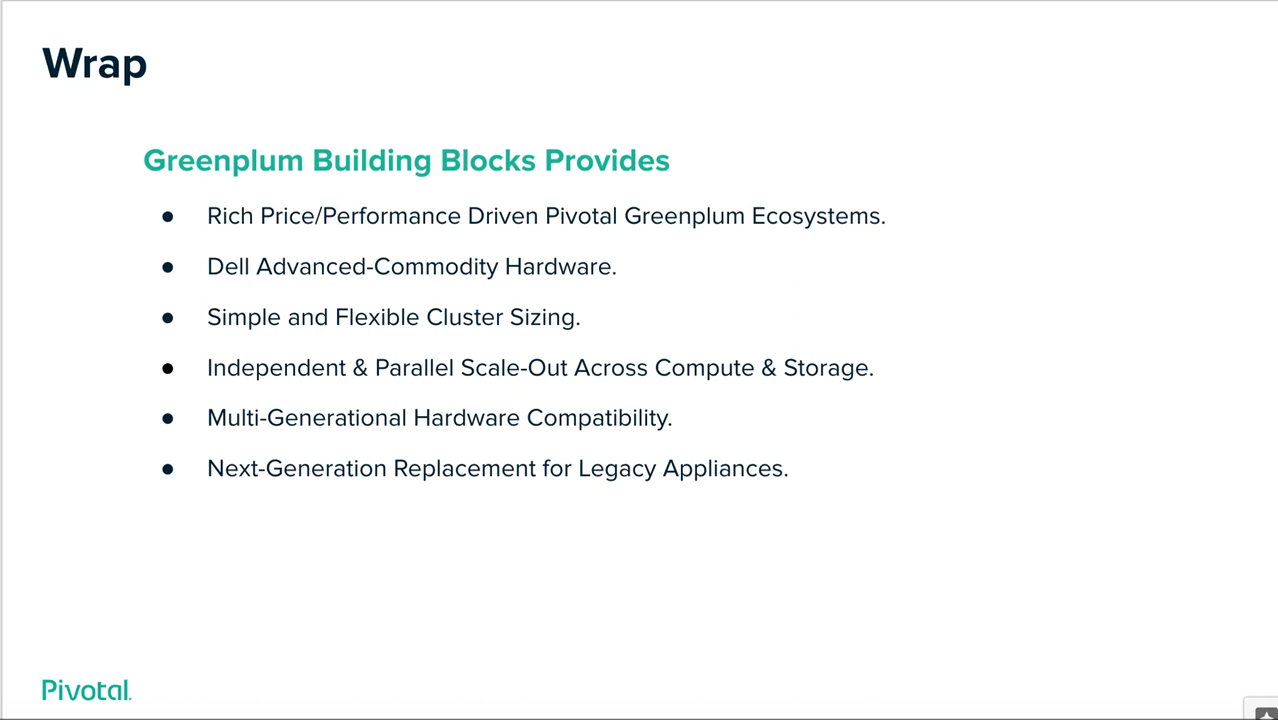 Wrap
Greenplum Building Blocks Provides
● Rich Price/Performance Driven Pivotal Greenplum Ecosystems.
● Dell Advanced-Commodity Hardware.
● Simple and Flexible Cluster Sizing.
● Independent & Parallel Scale-Out Across Compute & Storage.
● Multi-Generational Hardware Compatibility.
● Next-Generation Replacement for Legacy Appliances.
Pivotal.